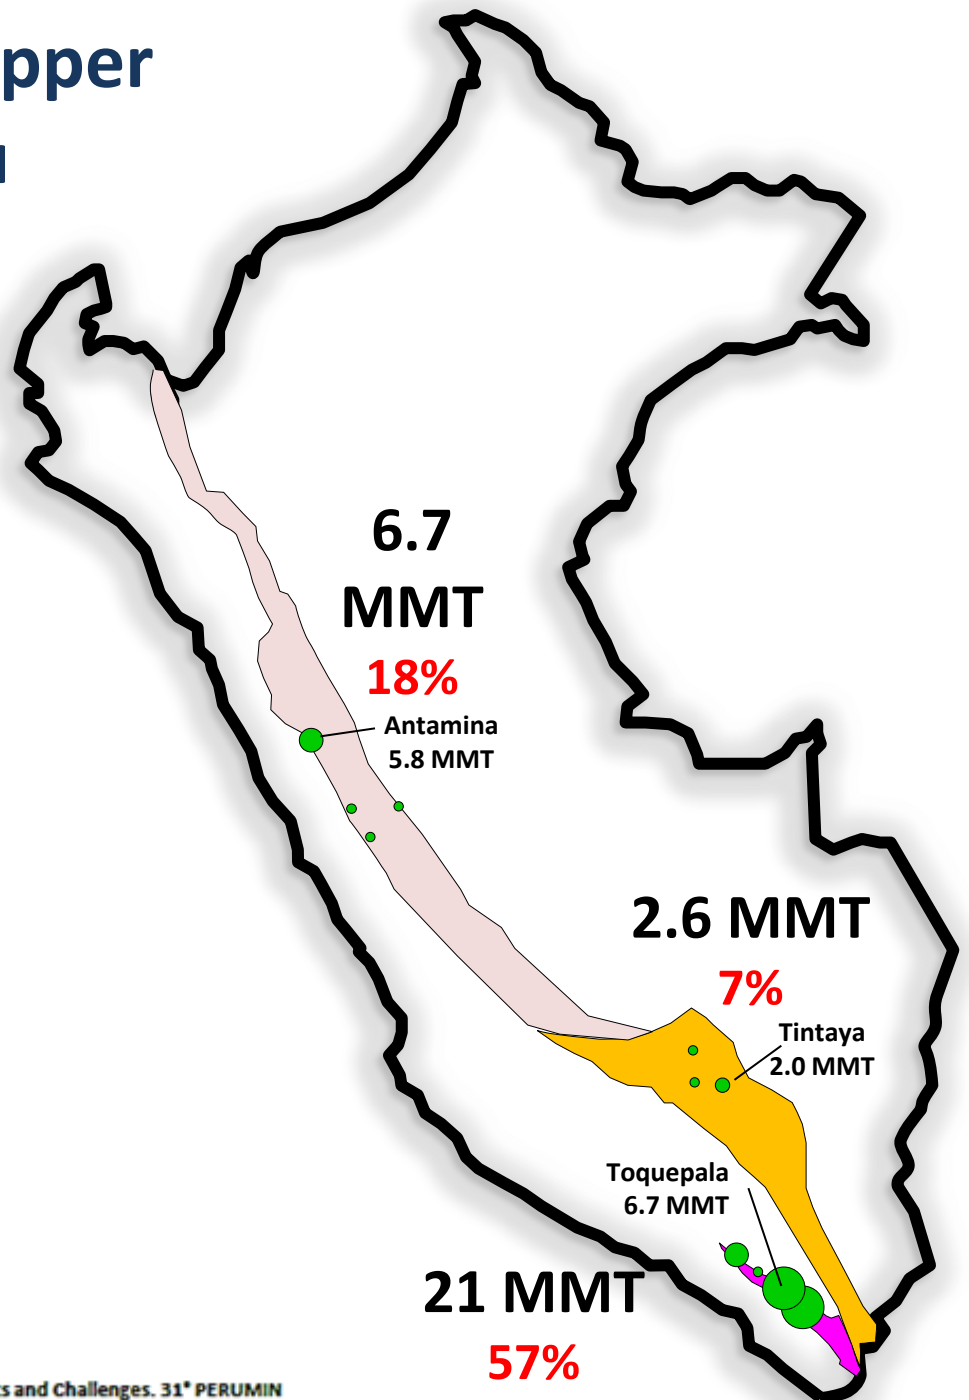 pper
6.7
MMT
18%
Antamina
5.8 MMT
2.6 MMT
7%
Tintaya
2.0 MMT
Toquepala
6.7 MMT
21 MMT
57%
s and Challenges. 31° PERUMIN